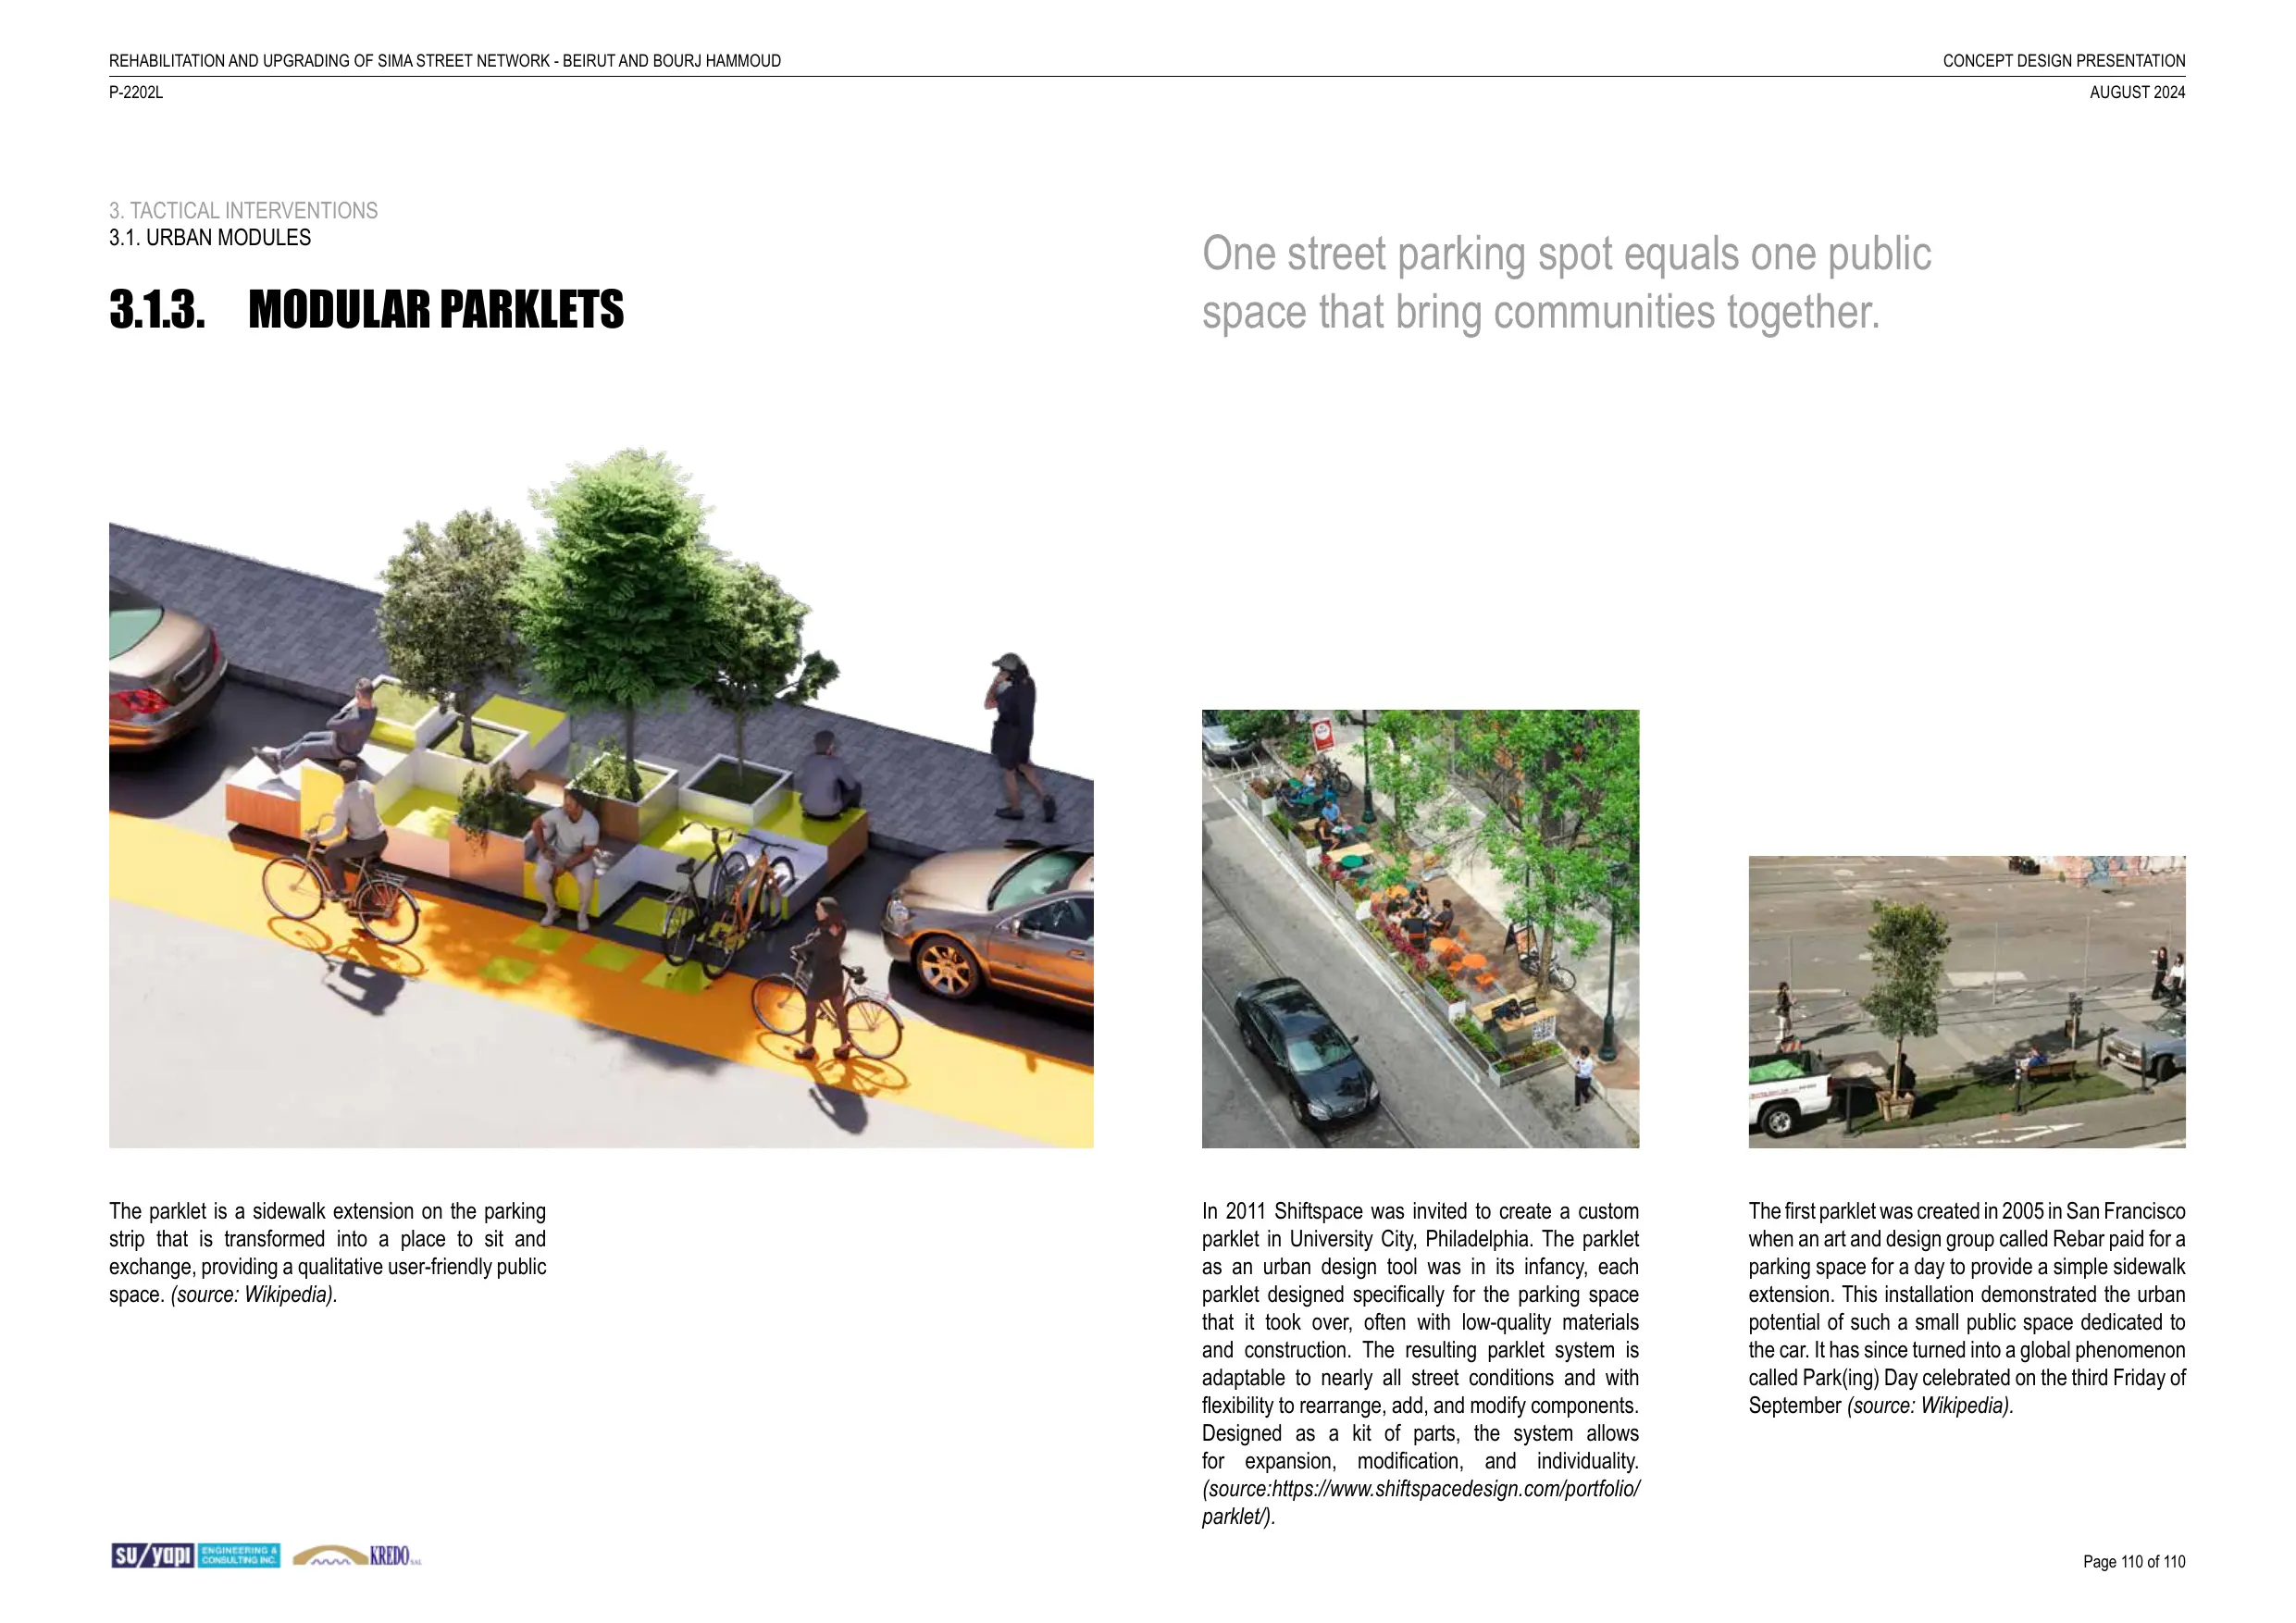 REHABILITATION AND UPGRADING OF SIMA STREET NETWORK - BEIRUT AND BOURJ HAMMOUD
CONCEPT DESIGN PRESENTATION
P-2202L
AUGUST 2024
3. TACTICAL INTERVENTIONS
3.1. URBAN MODULES
3.1.3. MODULAR PARKLETS
One street parking spot equals one public
space that bring communities together.
The parklet is a sidewalk extension on the parking
strip that is transformed into a place to sit and
exchange, providing a qualitative user-friendly public
space. (source: Wikipedia).
In 2011 Shiftspace was invited to create a custom
parklet in University City, Philadelphia. The parklet
as an urban design tool was in its infancy, each
parklet designed specifically for the parking space
that it took over, often with low-quality materials
and construction. The resulting parklet system is
adaptable to nearly all street conditions and with
flexibility to rearrange, add, and modify components.
Designed as a kit of parts, the system allows
for expansion, modification, and individuality.
(source:https://www.shiftspacedesign.com/portfolio/
parklet/).
The first parklet was created in 2005 in San Francisco
when an art and design group called Rebar paid for a
parking space for a day to provide a simple sidewalk
extension. This installation demonstrated the urban
potential of such a small public space dedicated to
the car. It has since turned into a global phenomenon
called Park(ing) Day celebrated on the third Friday of
September (source: Wikipedia).
su/yapı
ENGINEERING &
CONSULTING INC.
KREDO
Page 110 of 110